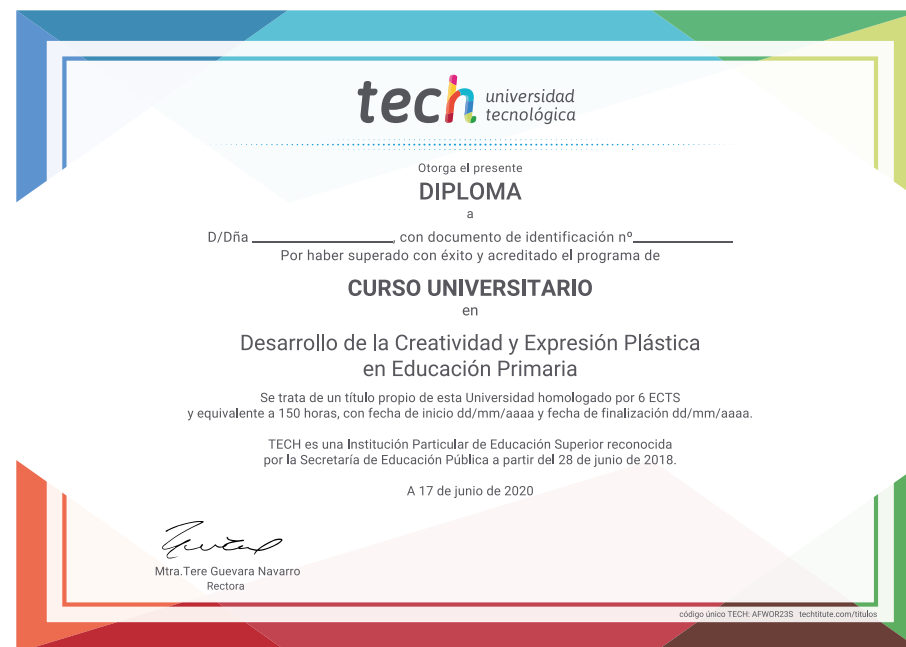 tech universidad
tecnológica
Otorga el presente
DIPLOMA
a
D/Dña ____________________, con documento de identificación nº______________
Por haber superado con éxito y acreditado el programa de
CURSO UNIVERSITARIO
en
Desarrollo de la Creatividad y Expresión Plástica
en Educación Primaria
Se trata de un título propio de esta Universidad homologado por 6 ECTS
y equivalente a 150 horas, con fecha de inicio dd/mm/aaaa y fecha de finalización dd/mm/aaaa.
TECH es una Institución Particular de Educación Superior reconocida
por la Secretaría de Educación Pública a partir del 28 de junio de 2018.
A 17 de junio de 2020
Mtra.Tere Guevara Navarro
Rectora
código único TECH: AFWOR23S techtitute.com/titulos